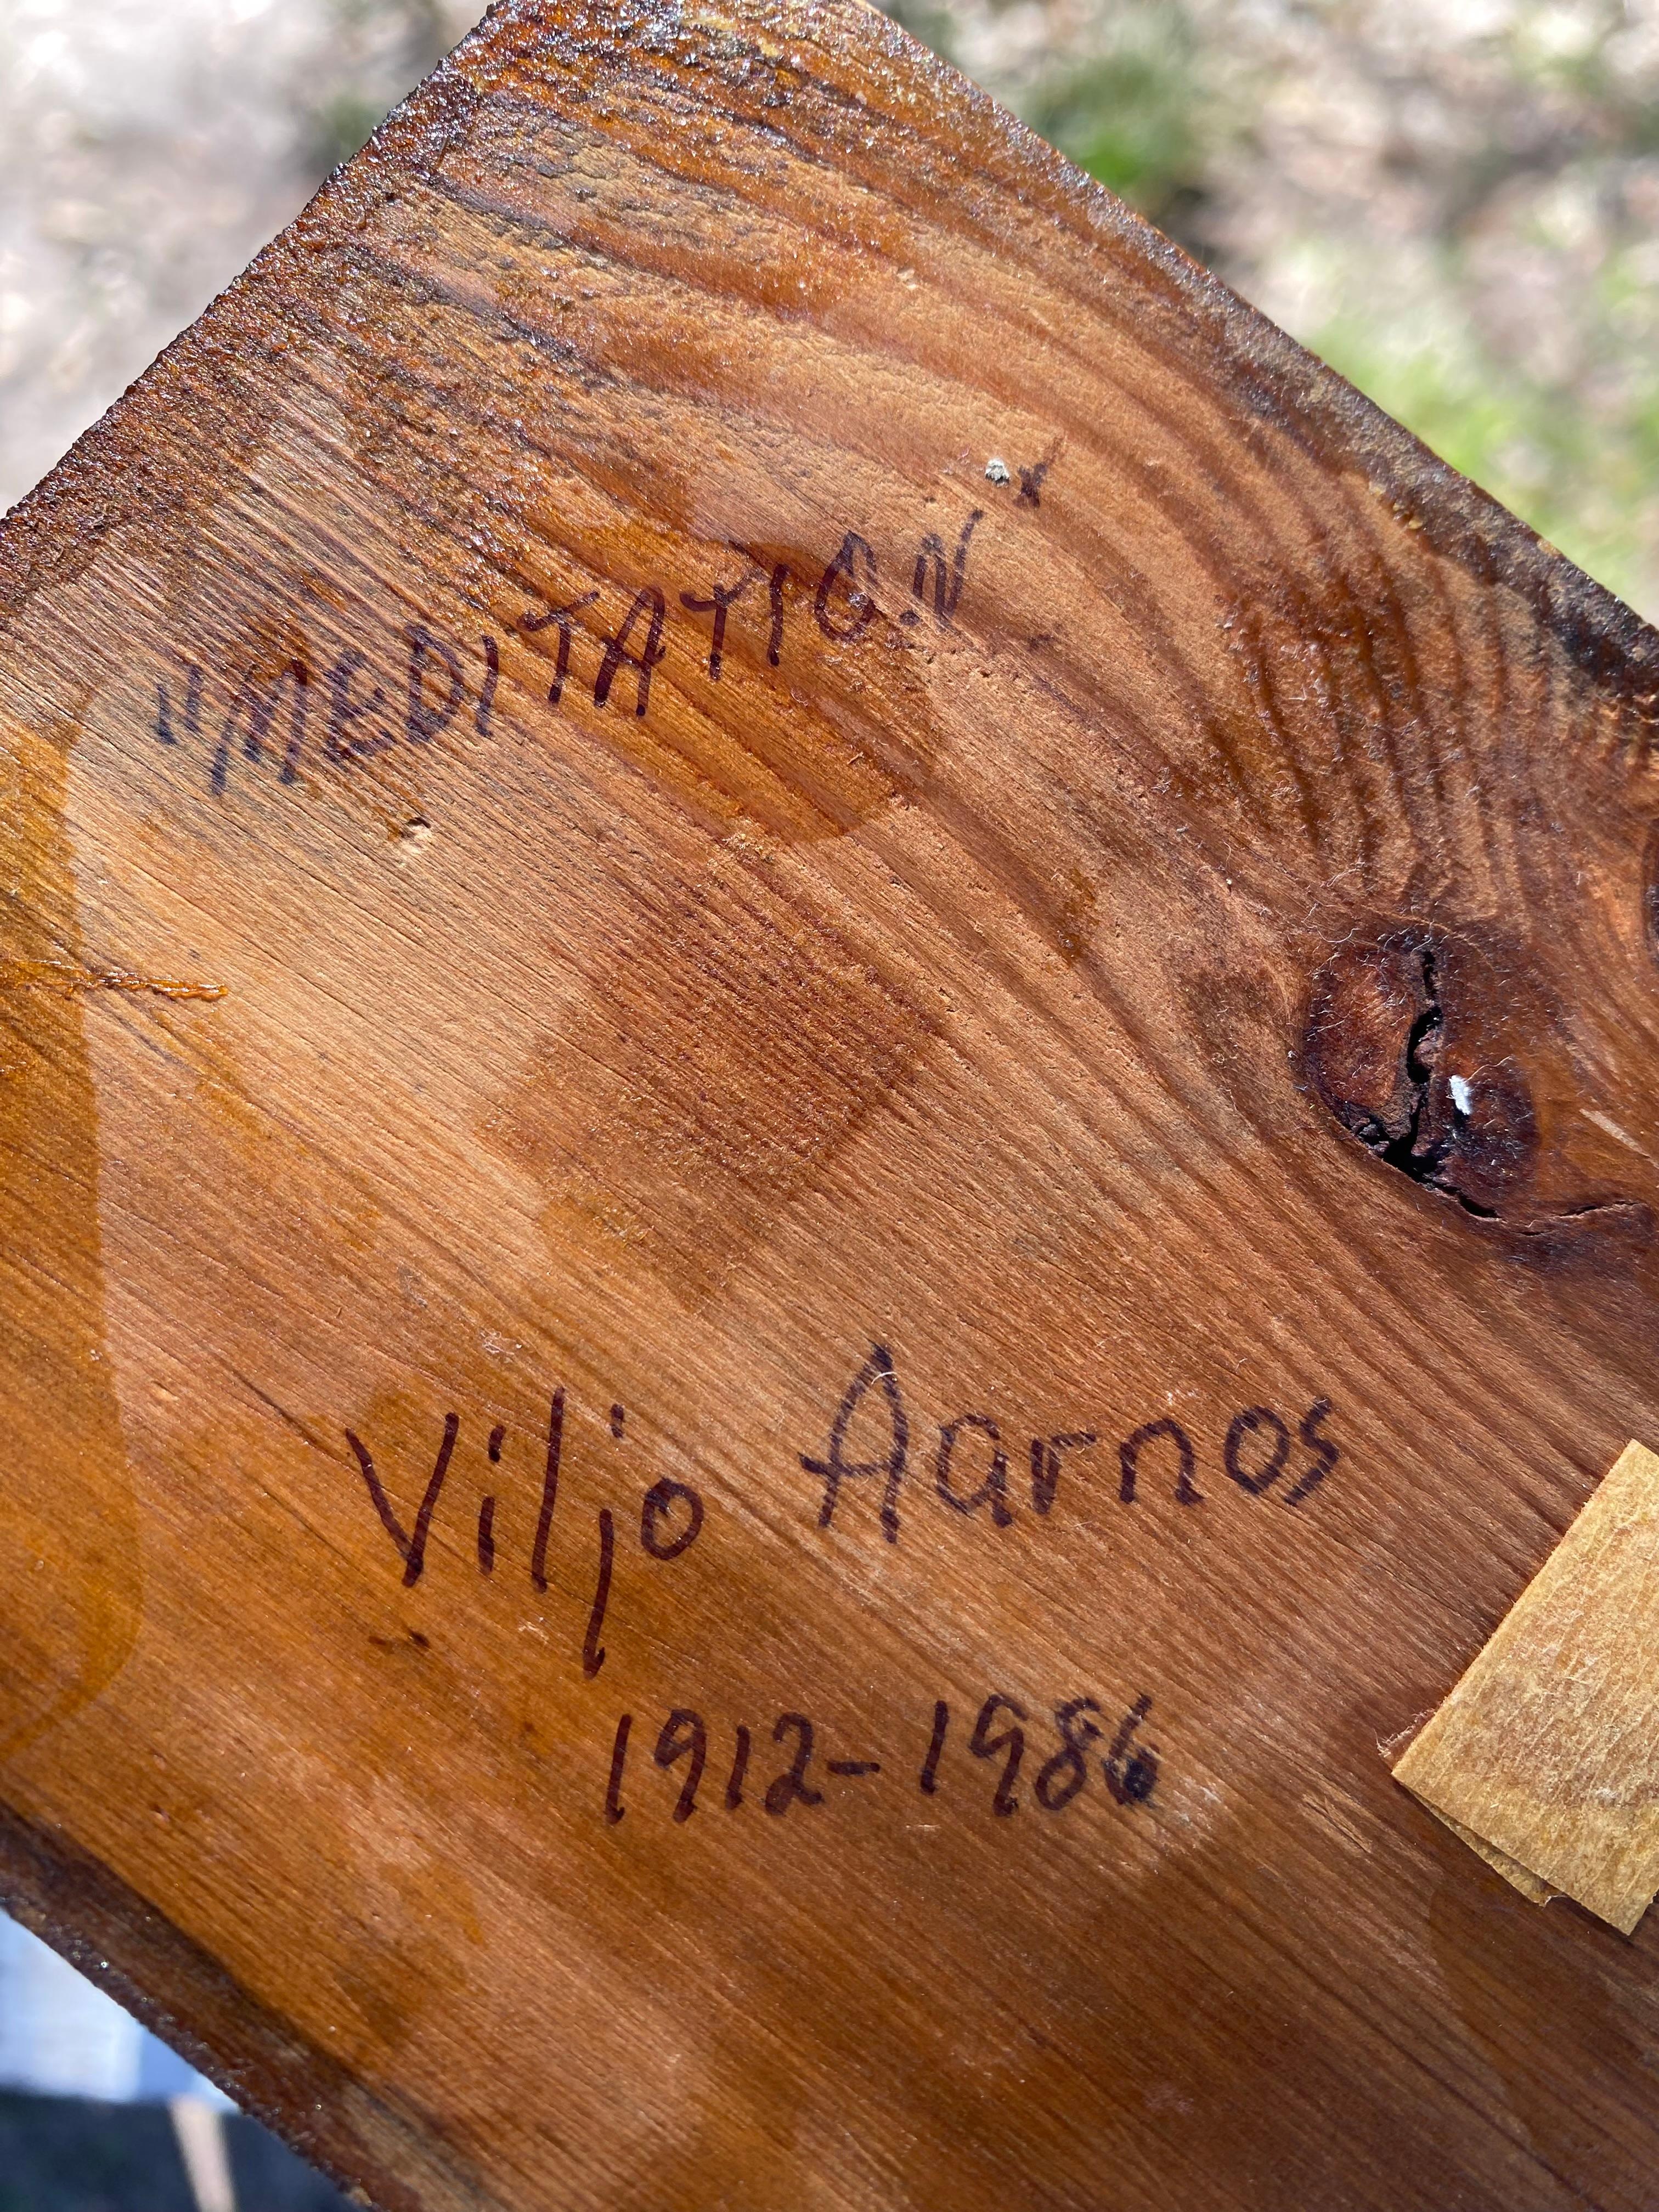 "MEDITATION"
Viljo Aarnos
1912-1986